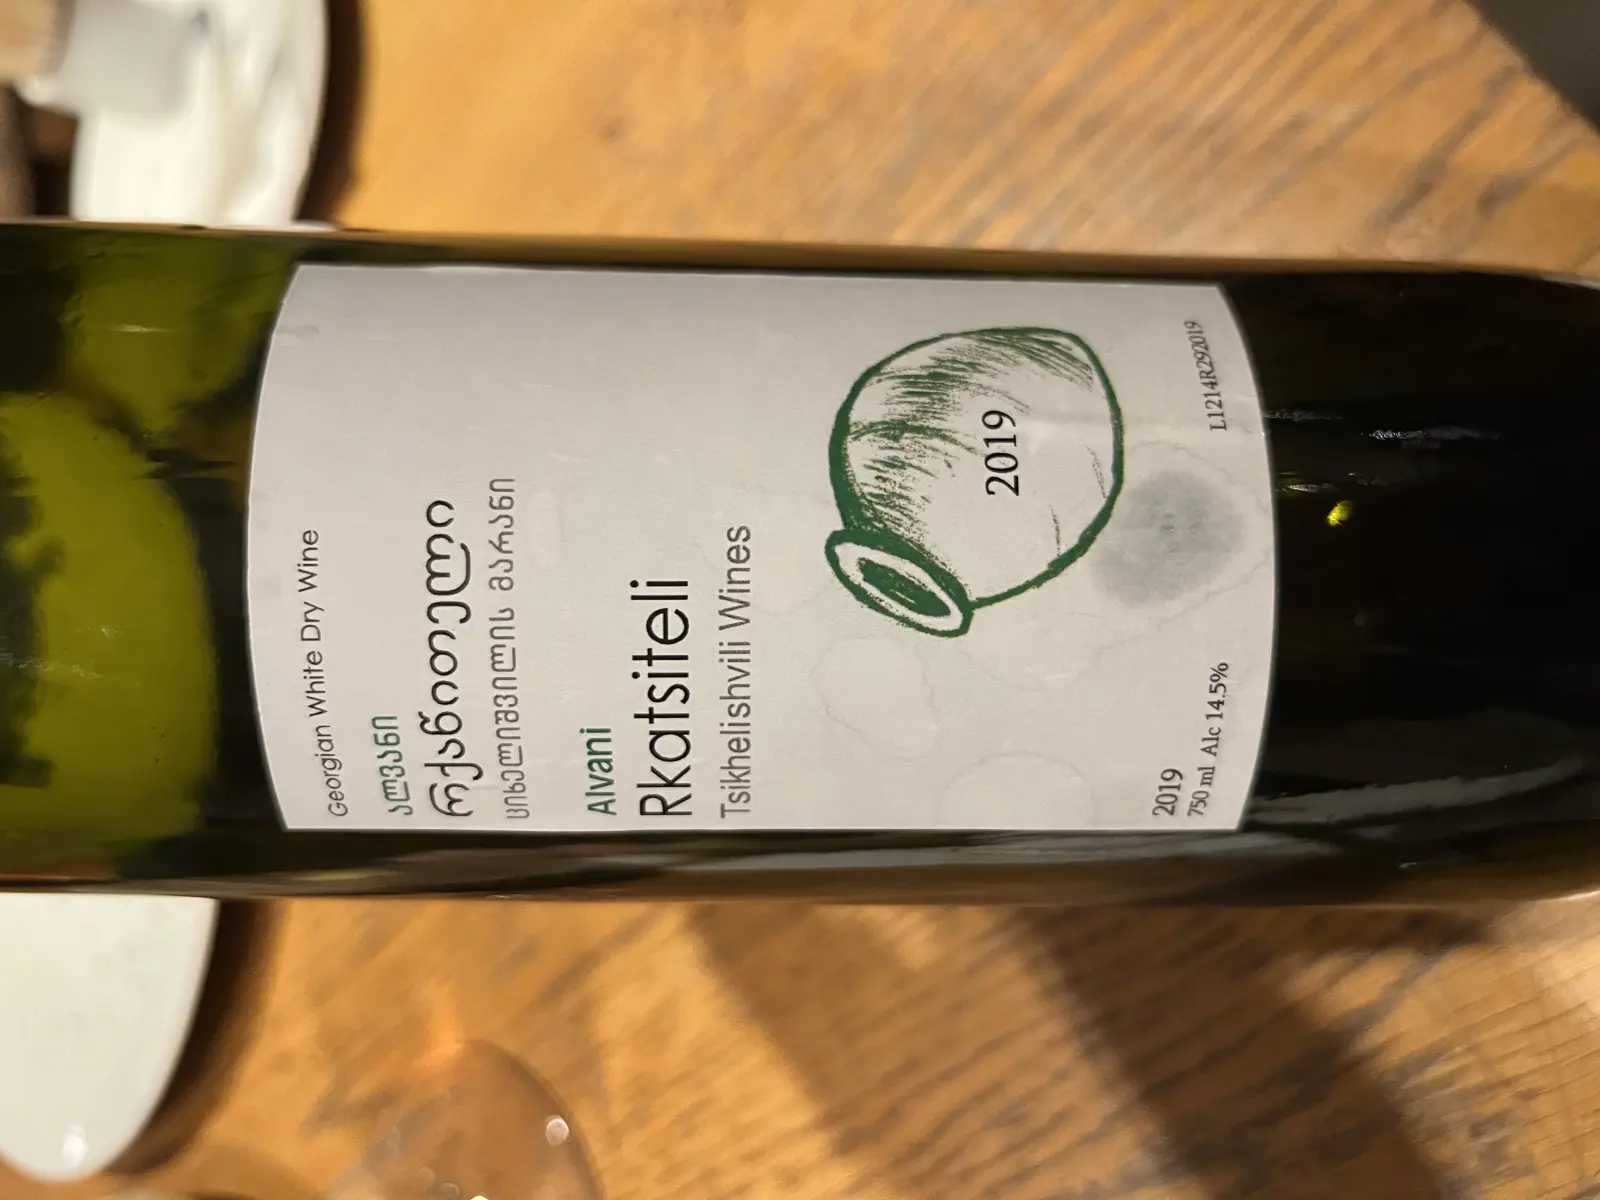 Georgian White Dry Wine
ალვანი
რქაწითელი
ციხელიშვილის მარანი
Alvani
Rkatsiteli
Tsikhelishvili Wines
2019
2019
750 ml Alc 14.5%
L1214R292019